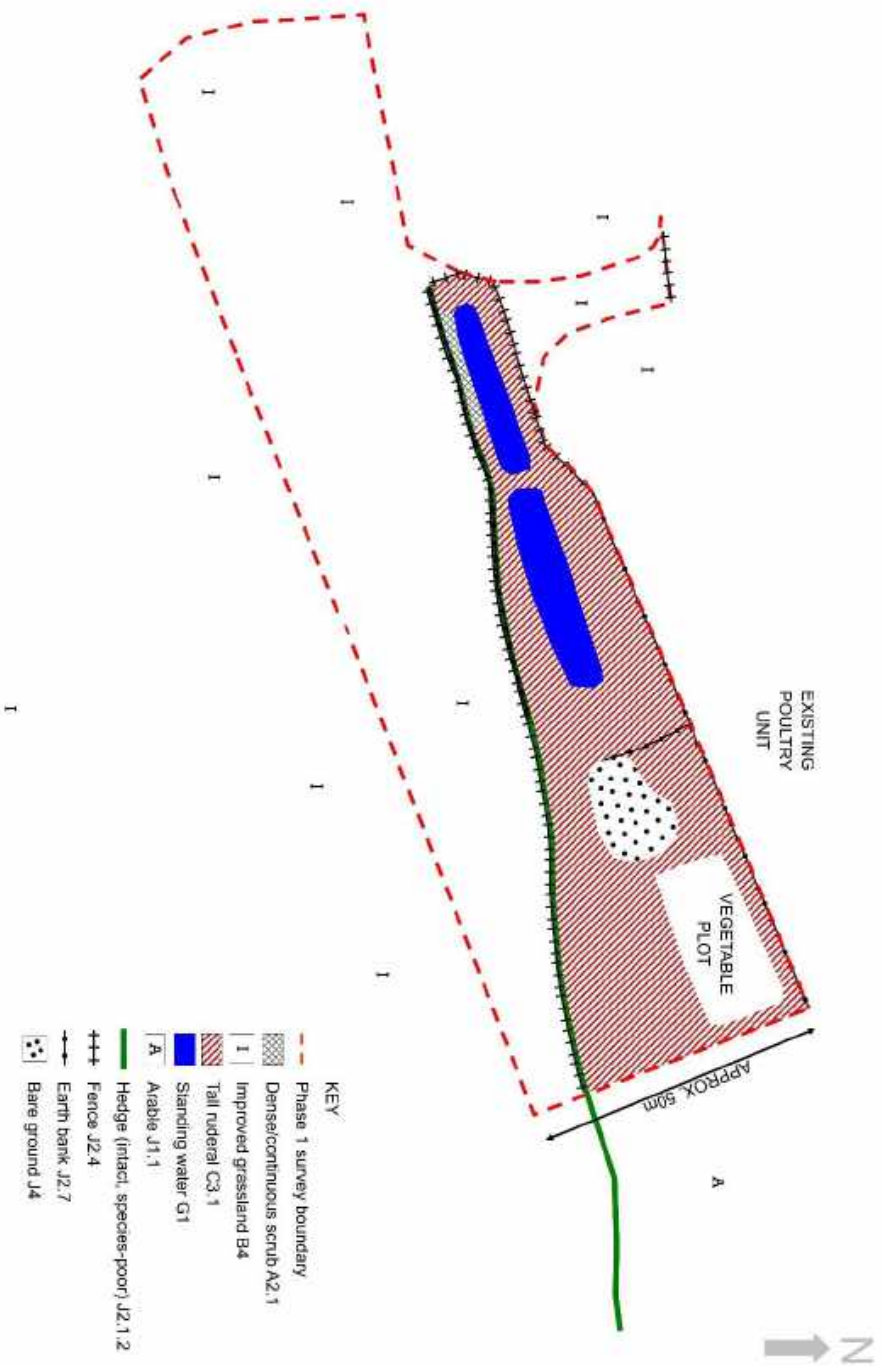 I
I
I
I
I
I
I
I
I
I
EXISTING
POULTRY
UNIT
VEGETABLE
PLOT
APPROX. 50m
A
N
KEY
Phase 1 survey boundary
Dense/continuous scrub A2.1
I Improved grassland B4
Tall ruderal C3.1
Standing water G1
A Arable J1.1
Hedge (intact, species-poor) J2.1.2
Fence J2.4
Earth bank J2.7
Bare ground J4